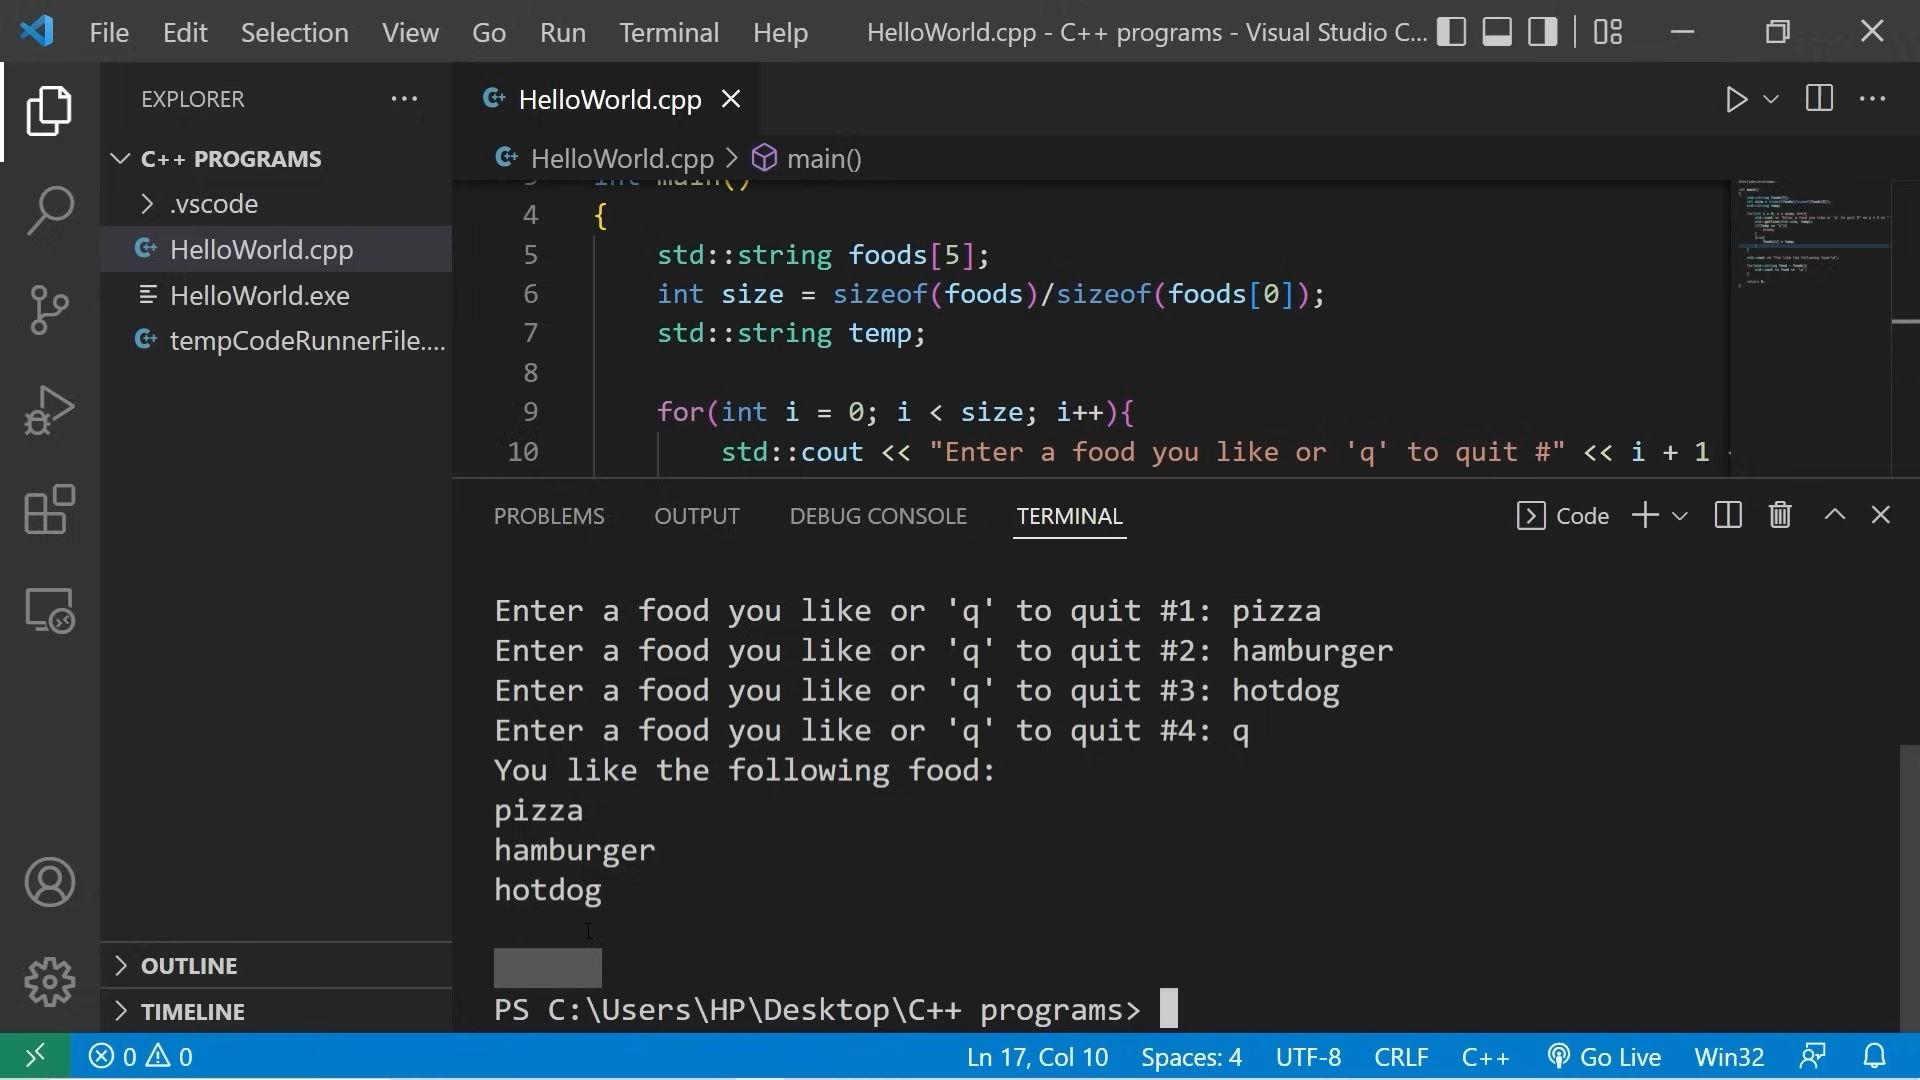 File Edit Selection View Go Run Terminal Help HelloWorld.cpp - C++ programs - Visual Studio C...
EXPLORER
C++ PROGRAMS
.vscode
HelloWorld.cpp
HelloWorld.exe
tempCodeRunnerFile....
OUTLINE
TIMELINE
HelloWorld.cpp
HelloWorld.cpp > main()
int main()
4 {
5 std::string foods[5];
6 int size = sizeof(foods)/sizeof(foods[0]);
7 std::string temp;
8
9 for(int i = 0; i < size; i++){
10 std::cout << "Enter a food you like or 'q' to quit #" << i + 1
PROBLEMS OUTPUT DEBUG CONSOLE TERMINAL Code
Enter a food you like or 'q' to quit #1: pizza
Enter a food you like or 'q' to quit #2: hamburger
Enter a food you like or 'q' to quit #3: hotdog
Enter a food you like or 'q' to quit #4: q
You like the following food:
pizza
hamburger
hotdog
PS C:\Users\HP\Desktop\C++ programs>
0 0 Ln 17, Col 10 Spaces: 4 UTF-8 CRLF C++ Go Live Win32